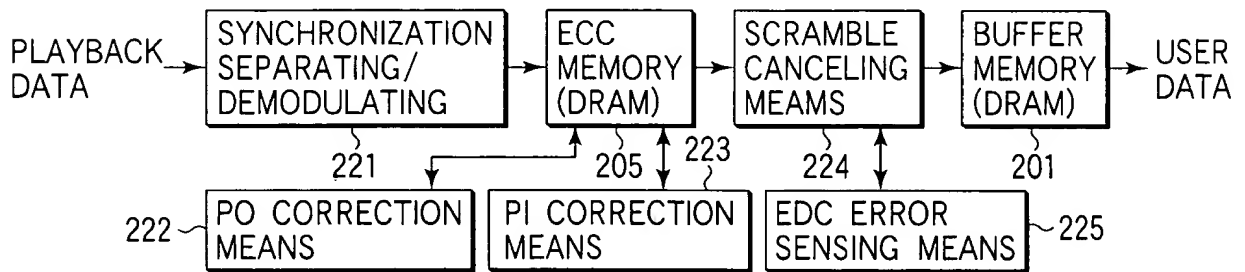 PLAYBACK
DATA
SYNCHRONIZATION
SEPARATING/
DEMODULATING
221
ECC
MEMORY
(DRAM)
205
SCRAMBLE
CANCELING
MEAMS
224
BUFFER
MEMORY
(DRAM)
201
USER
DATA
222
PO CORRECTION
MEANS
223
PI CORRECTION
MEANS
EDC ERROR
SENSING MEANS
225